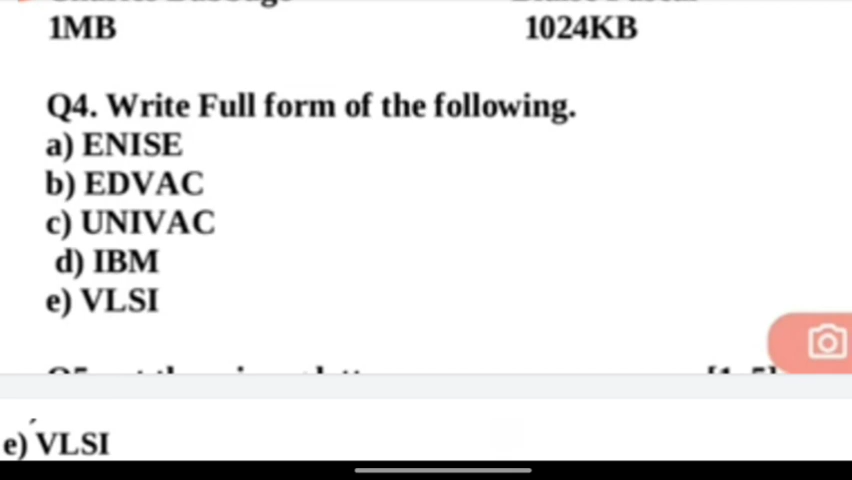 1MB 1024KB
Q4. Write Full form of the following.
a) ENISE
b) EDVAC
c) UNIVAC
d) IBM
e) VLSI
e) VLSI